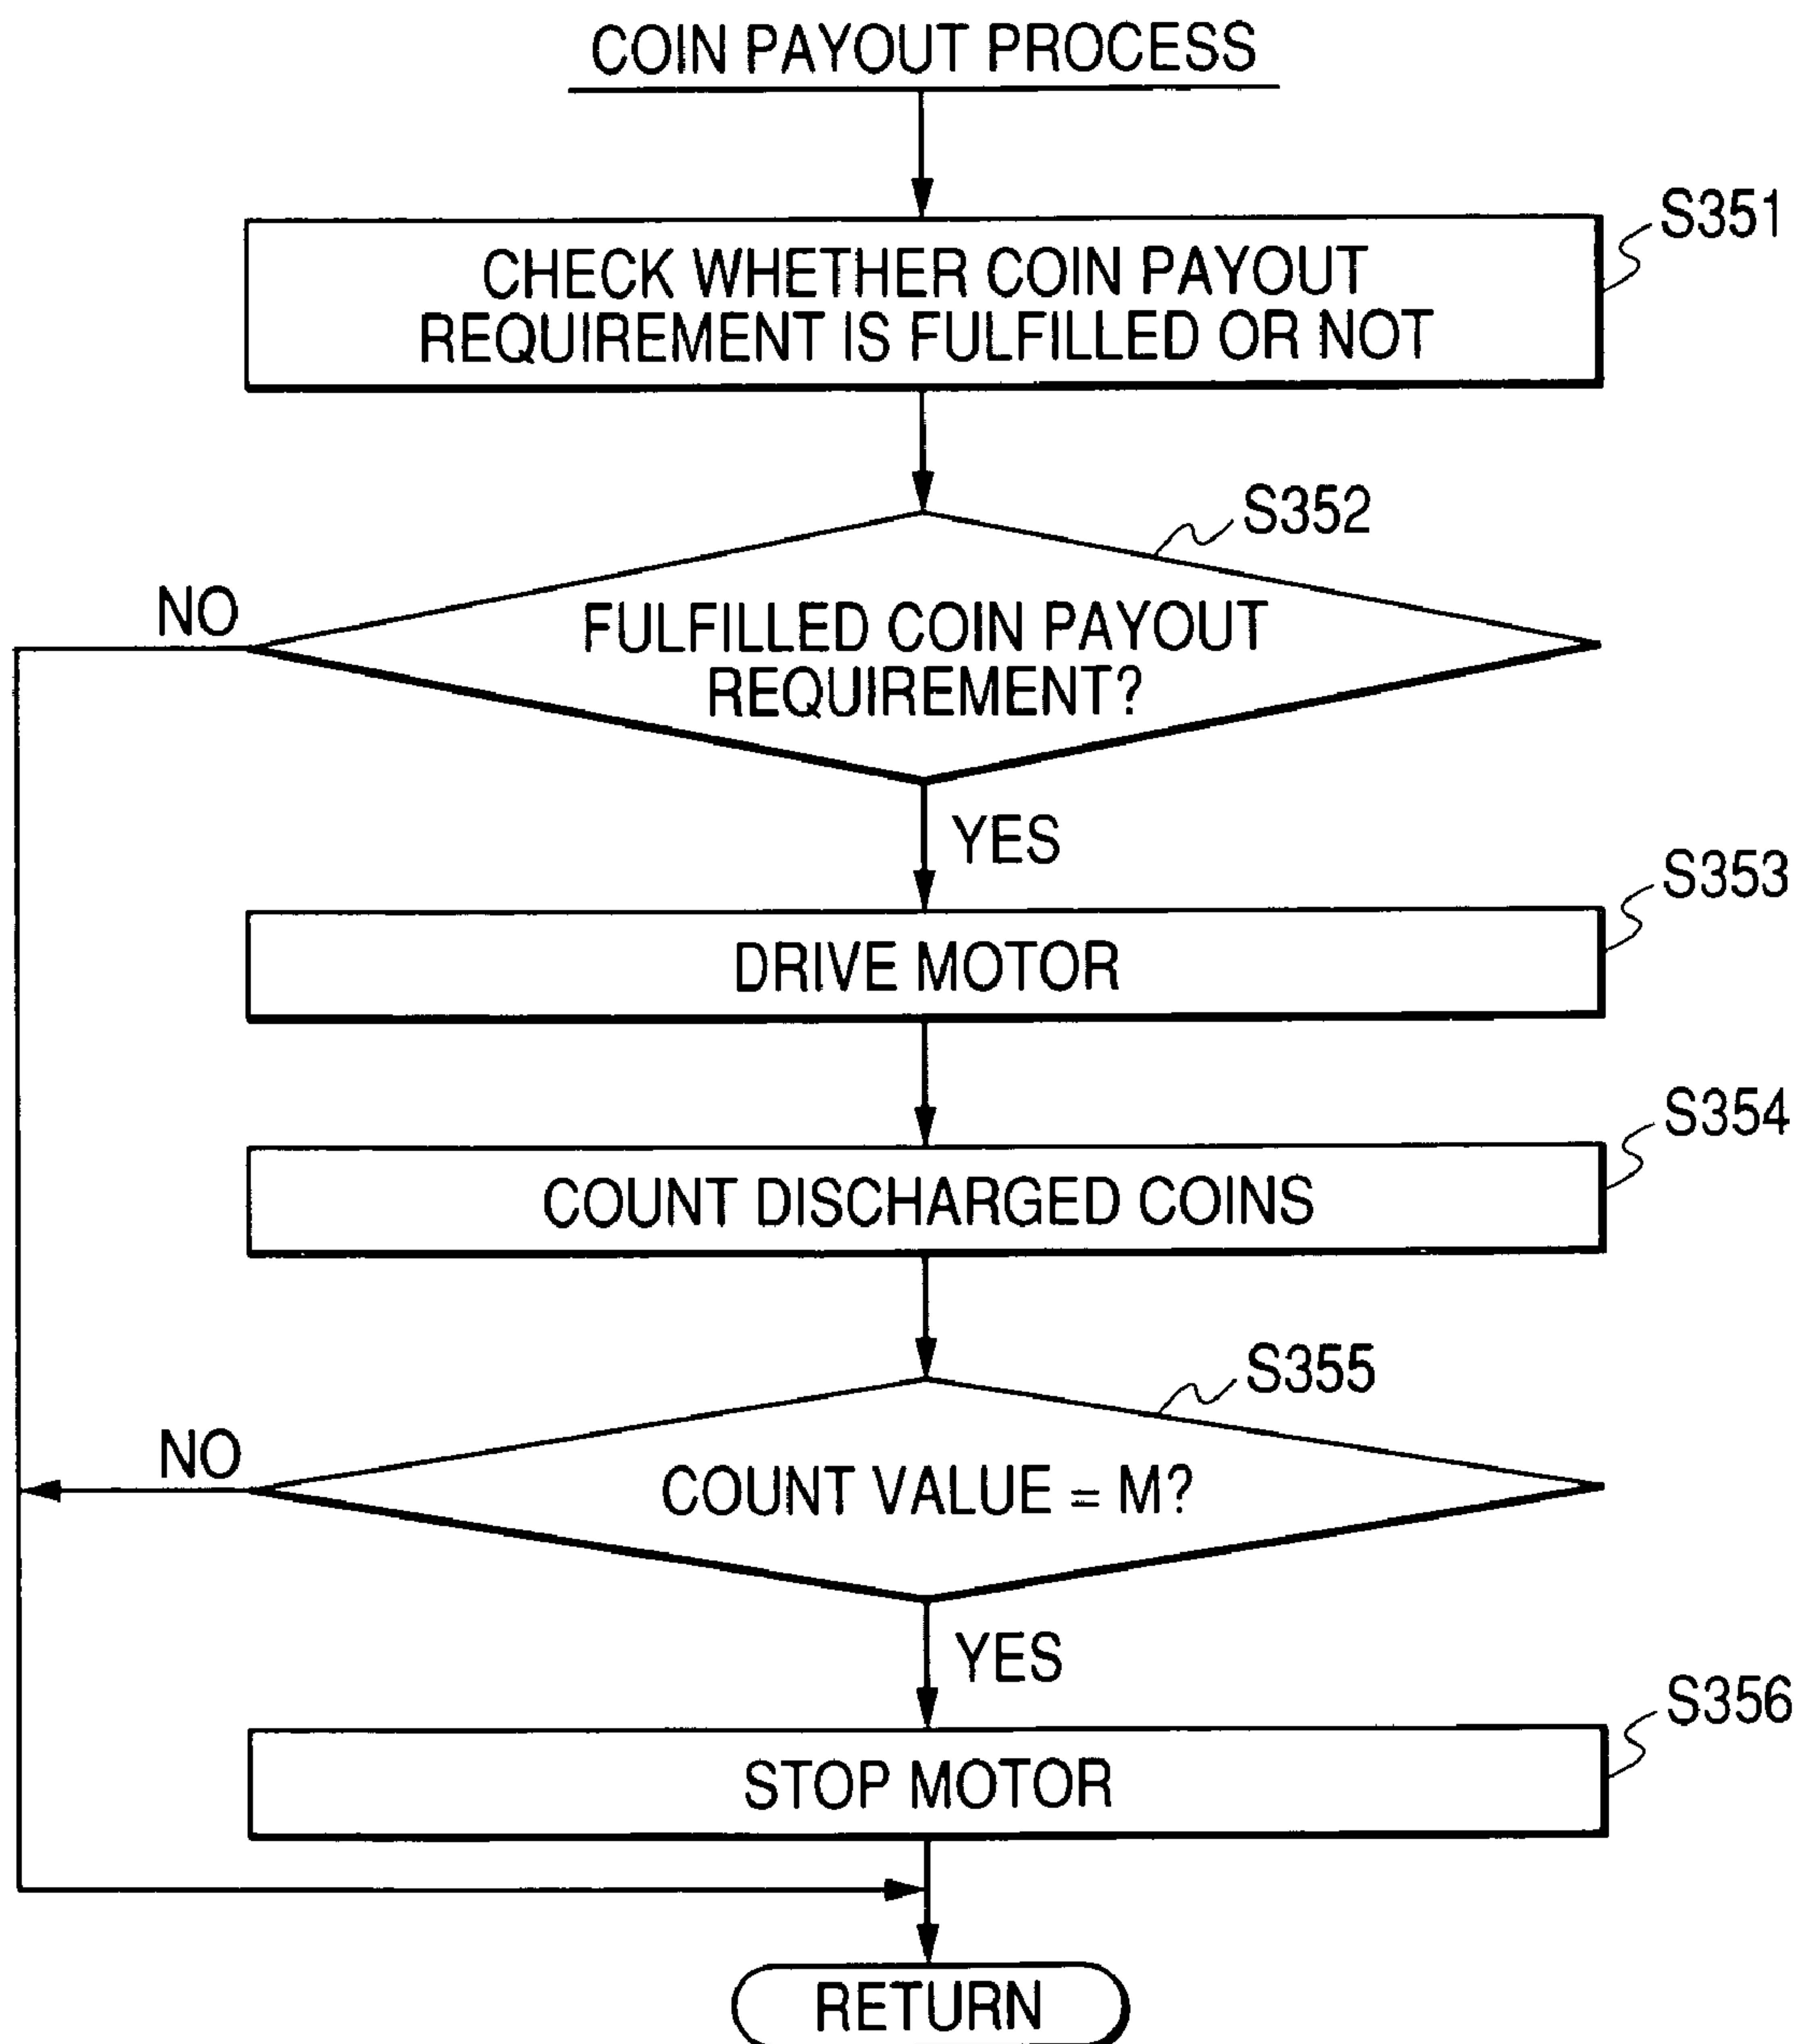 COIN PAYOUT PROCESS
S351
CHECK WHETHER COIN PAYOUT
REQUIREMENT IS FULFILLED OR NOT
S352
NO
FULFILLED COIN PAYOUT
REQUIREMENT?
YES
S353
DRIVE MOTOR
S354
COUNT DISCHARGED COINS
S355
NO
COUNT VALUE = M?
YES
S356
STOP MOTOR
RETURN